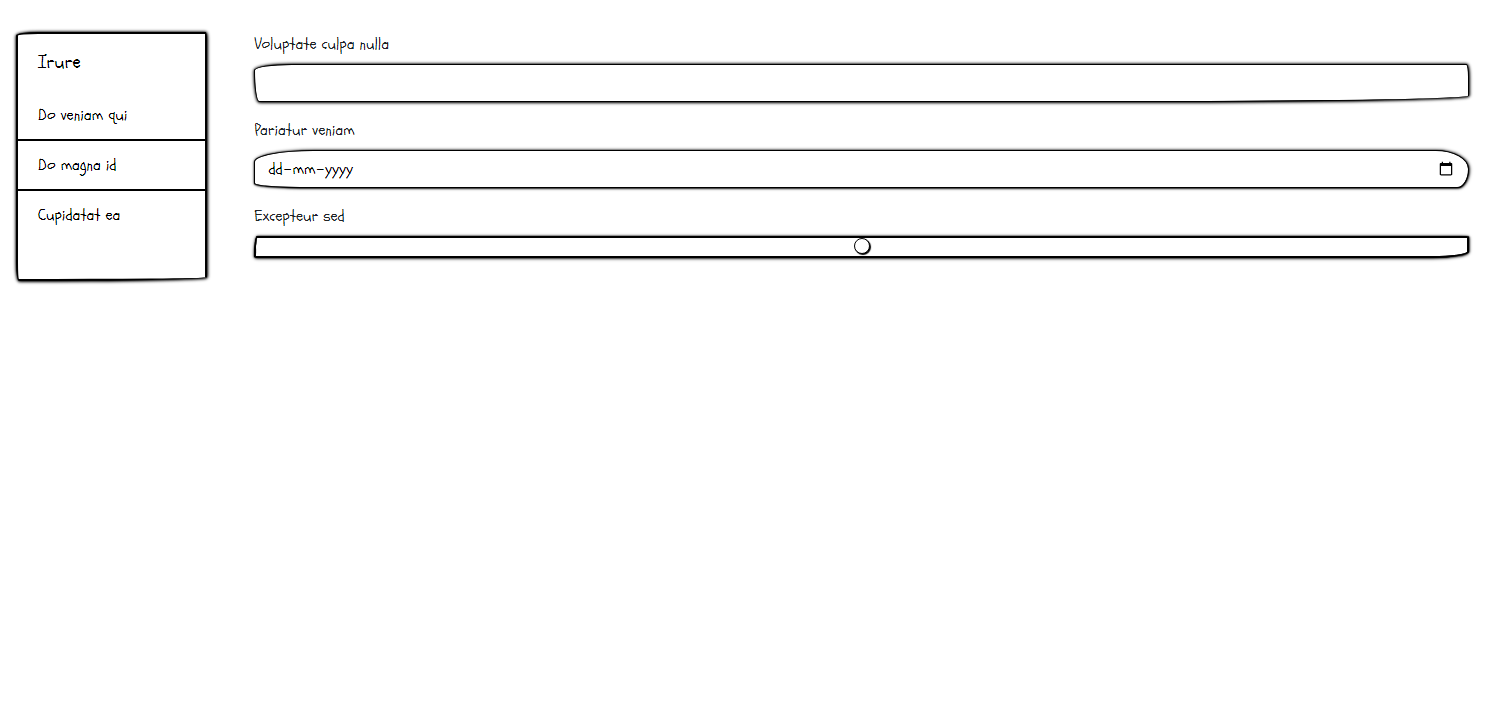 Irure
Do veniam qui
Do magna id
Cupidatat ea
Voluptate culpa nulla
Pariatur veniam
dd-mm-yyyy
Excepteur sed